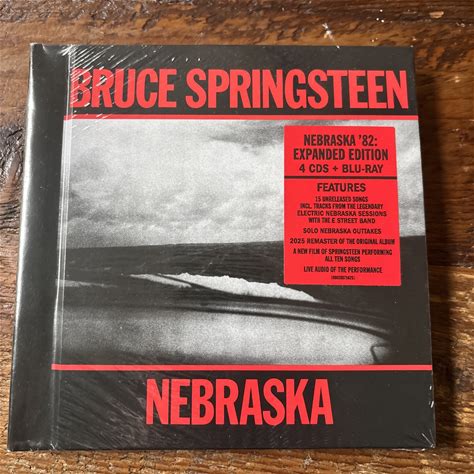 BRUCE SPRINGSTEEN
NEBRASKA '82:
EXPANDED EDITION
4 CDS + BLU-RAY
FEATURES
15 UNRELEASED SONGS
INCL. TRACKS FROM THE LEGENDARY
ELECTRIC NEBRASKA SESSIONS
WITH THE E STREET BAND
SOLO NEBRASKA OUTTAKES
2025 REMASTER OF THE ORIGINAL ALBUM
A NEW FILM OF SPRINGSTEEN PERFORMING
ALL TEN SONGS
LIVE AUDIO OF THE PERFORMANCE
NEBRASKA